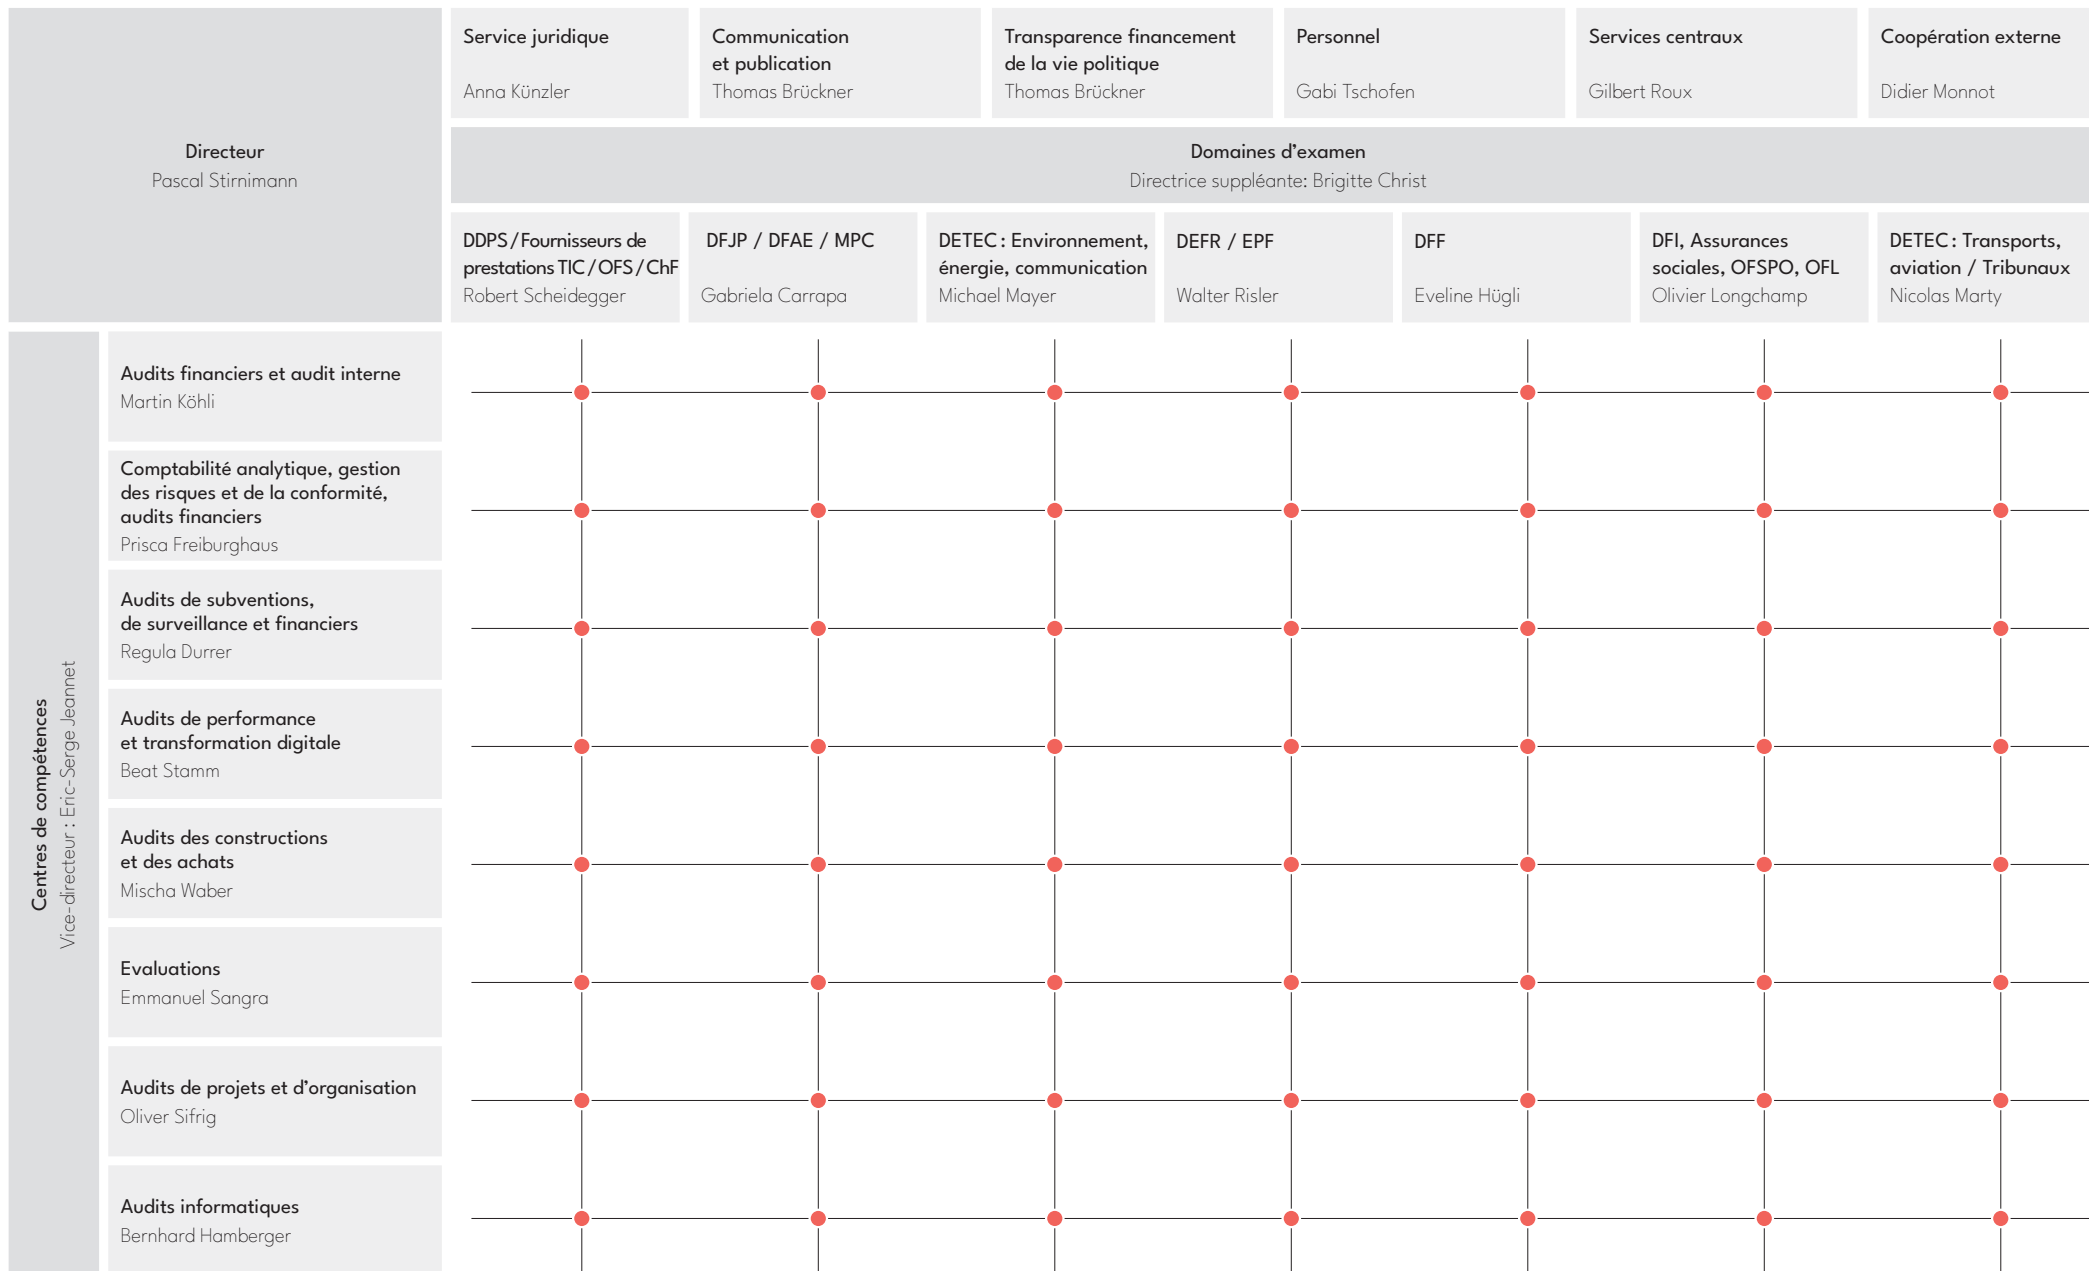 Directeur
Pascal Stirnimann
Service juridique
Anna Künzler
Communication
et publication
Thomas Brückner
Transparence financement
de la vie politique
Thomas Brückner
Personnel
Gabi Tschofen
Services centraux
Gilbert Roux
Coopération externe
Didier Monnot
Domaines d’examen
Directrice suppléante: Brigitte Christ
DDPS / Fournisseurs de
prestations TIC / OFS / ChF
Robert Scheidegger
DFJP / DFAE / MPC
Gabriela Carrapa
DETEC : Environnement,
énergie, communication
Michael Mayer
DEFR / EPF
Walter Risler
DFF
Eveline Hügli
DFI, Assurances
sociales, OFSPO, OFL
Olivier Longchamp
DETEC : Transports,
aviation / Tribunaux
Nicolas Marty
Centres de compétences
Vice-directeur : Eric-Serge Jeannet
Audits financiers et audit interne
Martin Köhli
Comptabilité analytique, gestion
des risques et de la conformité,
audits financiers
Prisca Freiburghaus
Audits de subventions,
de surveillance et financiers
Regula Durrer
Audits de performance
et transformation digitale
Beat Stamm
Audits des constructions
et des achats
Mischa Waber
Evaluations
Emmanuel Sangra
Audits de projets et d’organisation
Oliver Sifrig
Audits informatiques
Bernhard Hamberger